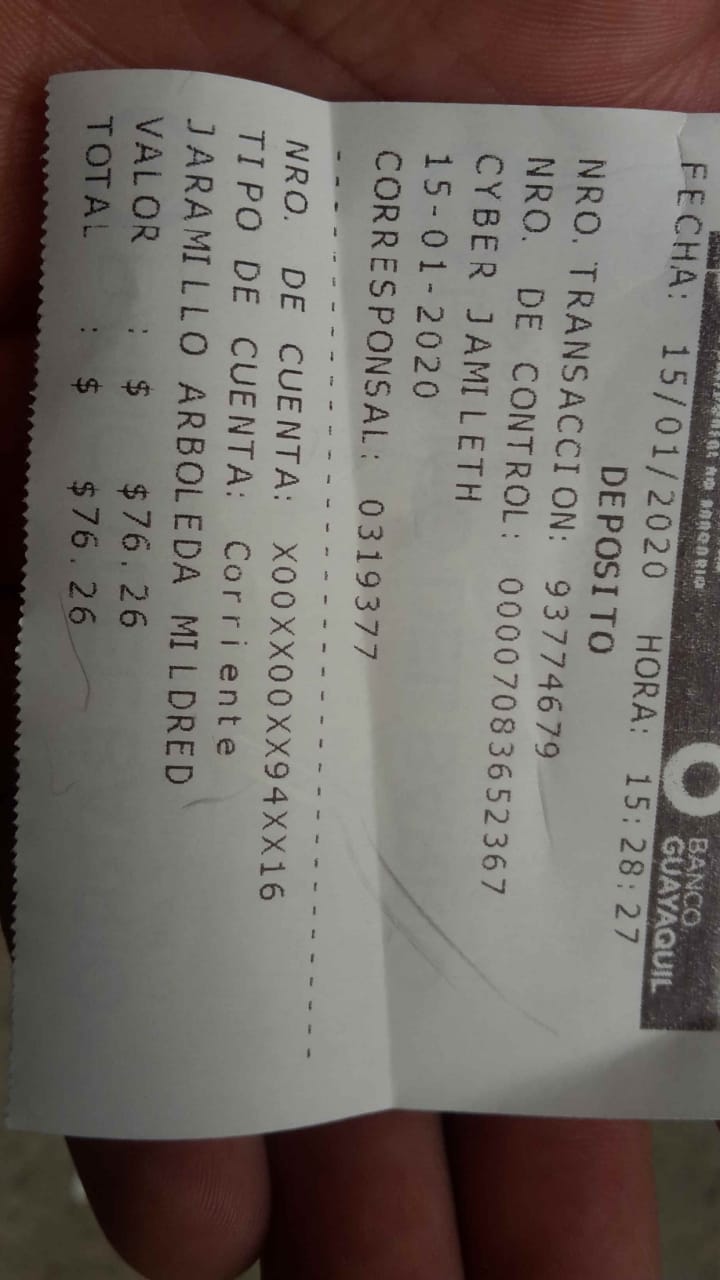 BANCO
GUAYAQUIL
FECHA: 15/01/2020 HORA: 15:28:27
DEPOSITO
NRO. TRANSACCION: 93774679
NRO. DE CONTROL: 00007083652367
CYBER JAMILETH
15-01-2020
CORRESPONSAL: 0319377
NRO. DE CUENTA: X00XX00XX94XX16
TIPO DE CUENTA: Corriente
JARAMILLO ARBOLEDA MILDRED
VALOR : $ $76.26
TOTAL : $ $76.26